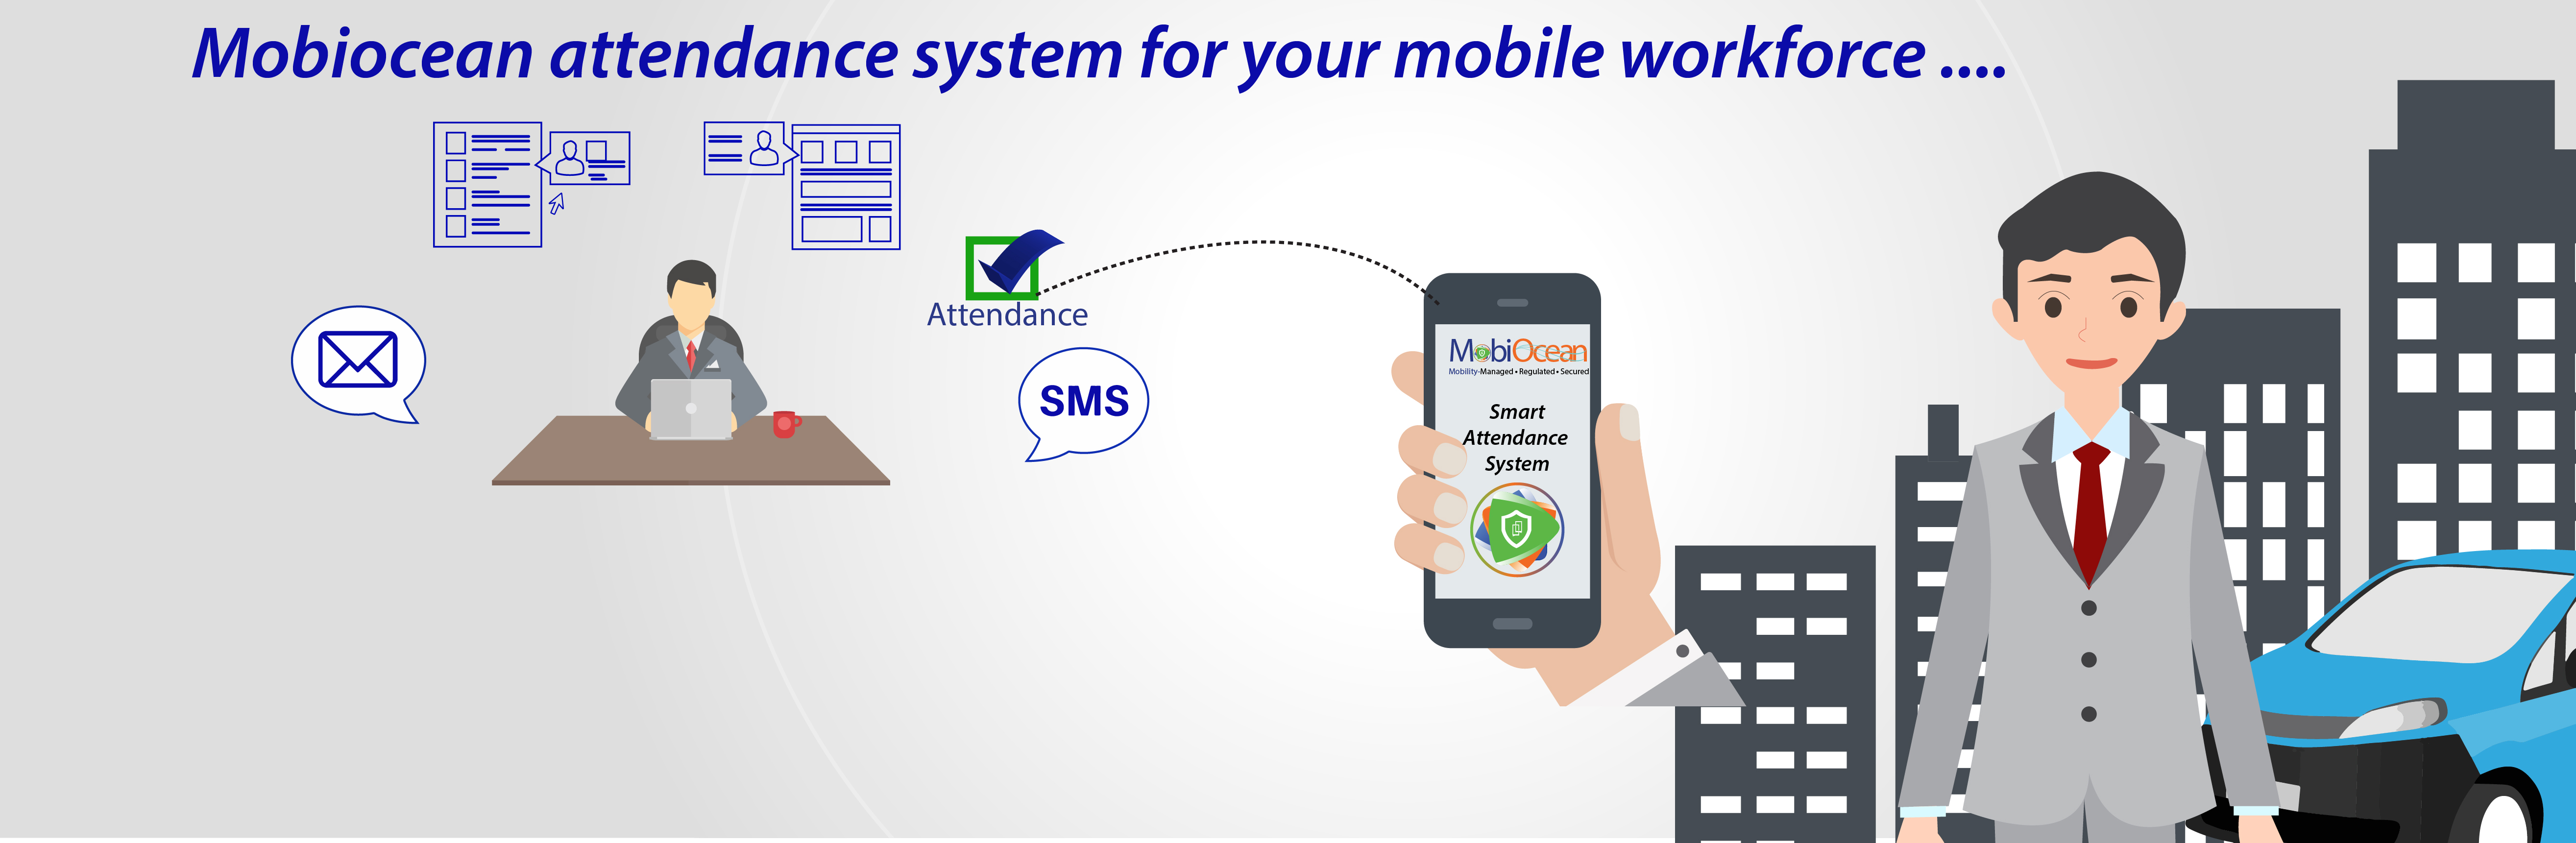 Mobiocean attendance system for your mobile workforce ....
Attendance
SMS
MobiOcean
Mobility-Managed • Regulated • Secured
Smart
Attendance
System